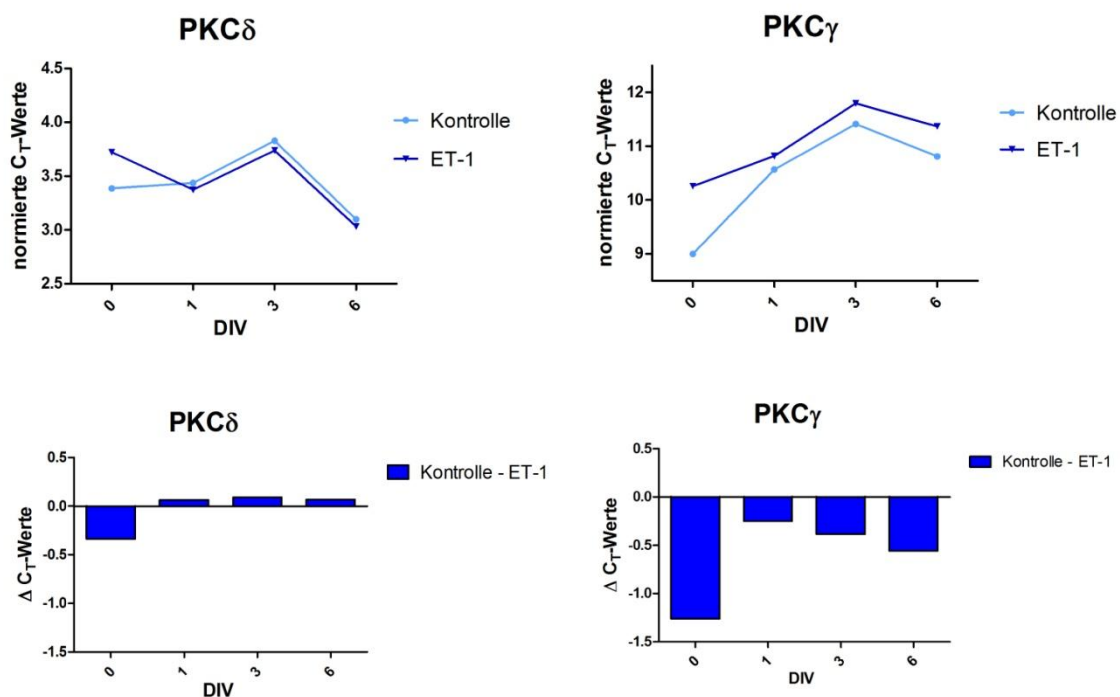 PKCδ
normierte C_T-Werte
4.5
4.0
3.5
3.0
2.5
0
1
3
6
DIV
Kontrolle
ET-1
PKCγ
normierte C_T-Werte
12
11
10
9
0
1
3
6
DIV
Kontrolle
ET-1
PKCδ
Δ C_T-Werte
0.5
0.0
-0.5
-1.0
-1.5
0
1
3
6
DIV
Kontrolle - ET-1
PKCγ
Δ C_T-Werte
0.5
0.0
-0.5
-1.0
-1.5
0
1
3
6
DIV
Kontrolle - ET-1